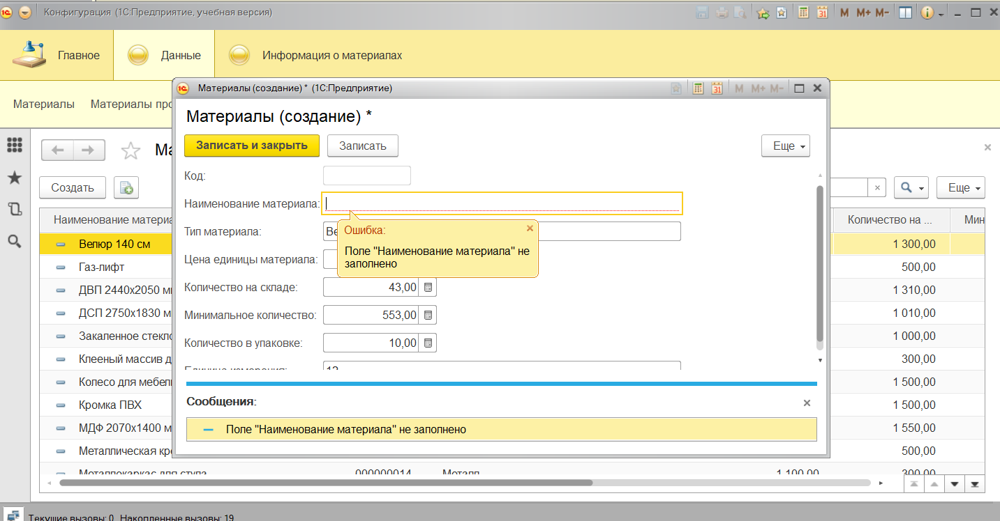 Конфигурация (1С:Предприятие, учебная версия)
M M+ M-
Главное
Данные
Информация о материалах
Материалы (создание) * (1С:Предприятие)
M M+ M-
Материалы Материалы про
Материалы (создание) *
Записать и закрыть
Записать
Еще
Ма
Создать
Еще
Код:
Наименование материала:
Тип материала:
Ве
Ошибка:
Поле "Наименование материала" не
заполнено
Цена единицы материала:
Количество на складе: 43,00
Минимальное количество: 553,00
Количество в упаковке: 10,00
Единица измерения: 12
Сообщения:
Поле "Наименование материала" не заполнено
Наименование материа
Количество на ... Мин
Велюр 140 см 1 300,00
Газ-лифт 500,00
ДВП 2440х2050 м 1 310,00
ДСП 2750х1830 м 1 010,00
Закаленное стекло 1 000,00
Клееный массив д 300,00
Колесо для мебел 1 500,00
Кромка ПВХ 1 500,00
МДФ 2070х1400 м 1 550,00
Металлическая кро 500,00
Металлокаркас для стула 000000014 Металл 1 100,00 300,00
Текущие вызовы: 0 Накопленные вызовы: 19